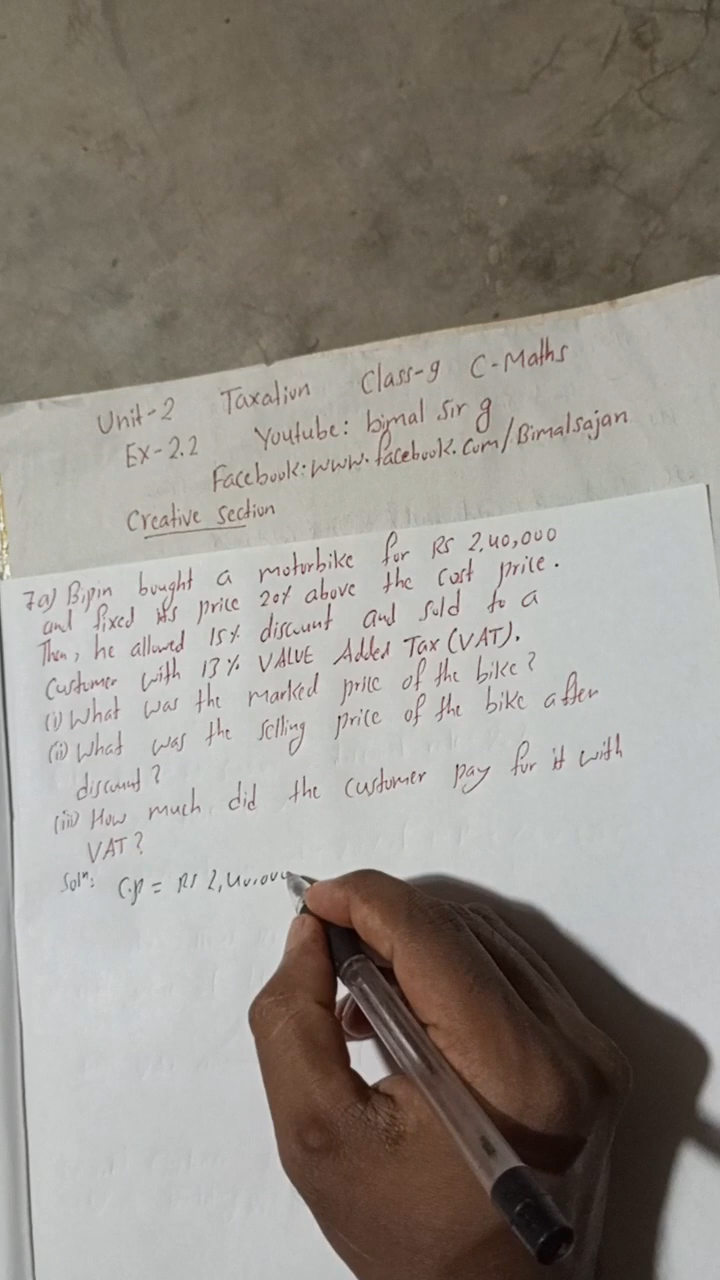 Unit-2 Taxation Class-9 C-Maths
Ex-2.2 Youtube: bimal sir g
Facebook: www.facebook.com/Bimalsajan
Creative section
7a) Bipin bought a motorbike for RS 2,40,000
and fixed its price 20% above the cost price.
Then, he allowed 15% discount and sold to a
customer with 13% VALUE Added Tax (VAT).
(i) What was the marked price of the bike?
(ii) What was the selling price of the bike after
discount?
(iii) How much did the customer pay for it with
VAT?
Solⁿ: C.P = RS 2,40,000